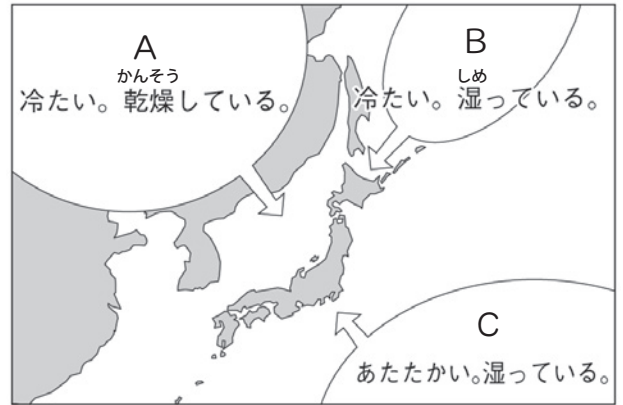 A
かんそう
冷たい。乾燥している。
B
しめ
冷たい。湿っている。
C
あたたかい。湿っている。